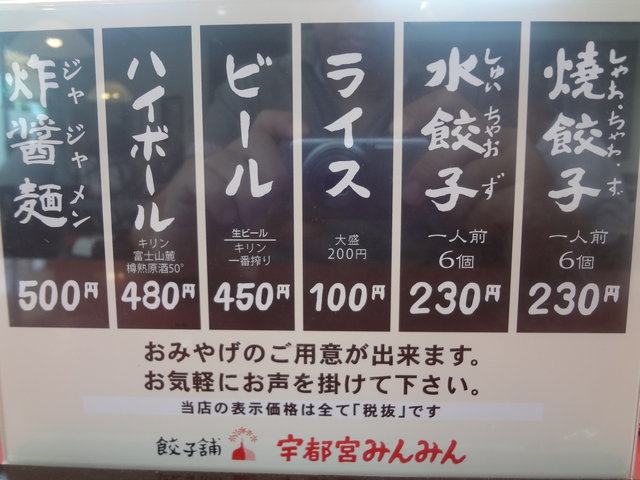 焼餃子
しゃお・ちゃお・ず
一人前
6個
230円
水餃子
しゅい ちゃお ず
一人前
6個
230円
ライス
大盛
200円
100円
ビール
生ビール
キリン
一番搾り
450円
ハイボール
キリン
富士山麓
樽熟原酒50°
480円
炸醤麺
ジャ ジャ メン
500円
おみやげのご用意が出来ます。
お気軽にお声を掛けて下さい。
当店の表示価格は全て「税抜」です
餃子舗 宇都宮みんみん